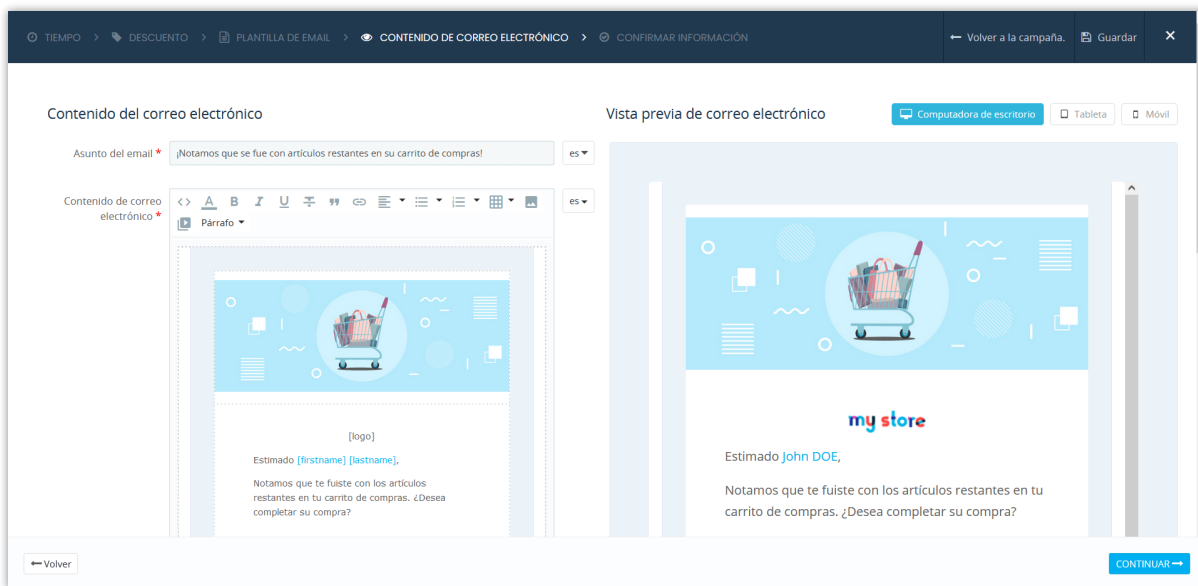 TIEMPO > DESCUENTO > PLANTILLA DE EMAIL > CONTENIDO DE CORREO ELECTRÓNICO > CONFIRMAR INFORMACIÓN
← Volver a la campaña.
Guardar
×
Contenido del correo electrónico
Asunto del email *
¡Notamos que se fue con artículos restantes en su carrito de compras!
es
Contenido de correo
electrónico *
<> A B I U
Párrafo
es
[logo]
Estimado [firstname] [lastname],
Notamos que te fuiste con los artículos
restantes en tu carrito de compras. ¿Desea
completar su compra?
Vista previa de correo electrónico
Computadora de escritorio
Tableta
Móvil
my store
Estimado John DOE,
Notamos que te fuiste con los artículos restantes en tu
carrito de compras. ¿Desea completar su compra?
← Volver
CONTINUAR →